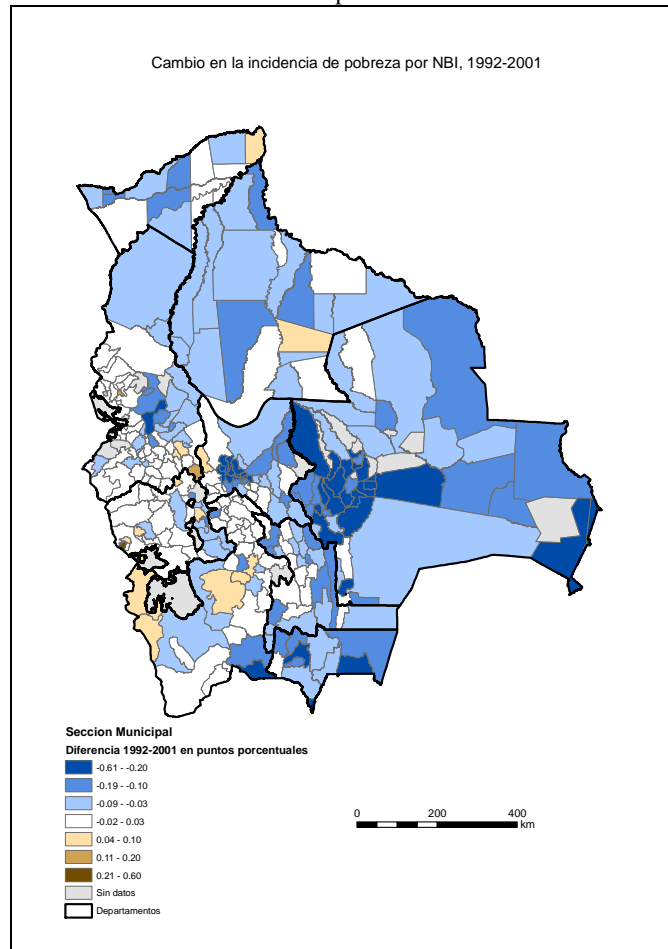 Cambio en la incidencia de pobreza por NBI, 1992-2001
Seccion Municipal
Diferencia 1992-2001 en puntos porcentuales
-0.61 - -0.20
-0.19 - -0.10
-0.09 - -0.03
-0.02 - 0.03
0.04 - 0.10
0.11 - 0.20
0.21 - 0.60
Sin datos
Departamentos
0 200 400
km